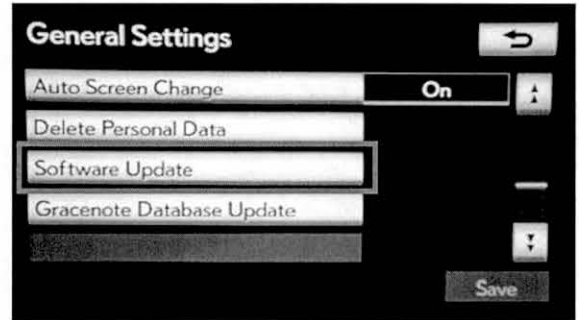 General Settings
Auto Screen Change On
Delete Personal Data
Software Update
Gracenote Database Update
Save